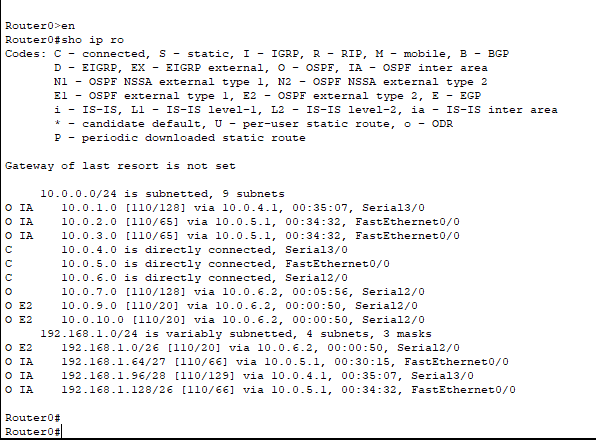 Router0>en
Router0#sho ip ro
Codes: C - connected, S - static, I - IGRP, R - RIP, M - mobile, B - BGP
       D - EIGRP, EX - EIGRP external, O - OSPF, IA - OSPF inter area
       N1 - OSPF NSSA external type 1, N2 - OSPF NSSA external type 2
       E1 - OSPF external type 1, E2 - OSPF external type 2, E - EGP
       i - IS-IS, L1 - IS-IS level-1, L2 - IS-IS level-2, ia - IS-IS inter area
       * - candidate default, U - per-user static route, o - ODR
       P - periodic downloaded static route
Gateway of last resort is not set
     10.0.0.0/24 is subnetted, 9 subnets
O IA    10.0.1.0 [110/128] via 10.0.4.1, 00:35:07, Serial3/0
O IA    10.0.2.0 [110/65] via 10.0.5.1, 00:34:32, FastEthernet0/0
O IA    10.0.3.0 [110/65] via 10.0.5.1, 00:34:32, FastEthernet0/0
C       10.0.4.0 is directly connected, Serial3/0
C       10.0.5.0 is directly connected, FastEthernet0/0
C       10.0.6.0 is directly connected, Serial2/0
O       10.0.7.0 [110/128] via 10.0.6.2, 00:05:56, Serial2/0
O E2    10.0.9.0 [110/20] via 10.0.6.2, 00:00:50, Serial2/0
O E2    10.0.10.0 [110/20] via 10.0.6.2, 00:00:50, Serial2/0
     192.168.1.0/24 is variably subnetted, 4 subnets, 3 masks
O E2    192.168.1.0/26 [110/20] via 10.0.6.2, 00:00:50, Serial2/0
O IA    192.168.1.64/27 [110/66] via 10.0.5.1, 00:30:15, FastEthernet0/0
O IA    192.168.1.96/28 [110/129] via 10.0.4.1, 00:35:07, Serial3/0
O IA    192.168.1.128/26 [110/66] via 10.0.5.1, 00:34:32, FastEthernet0/0
Router0#
Router0#